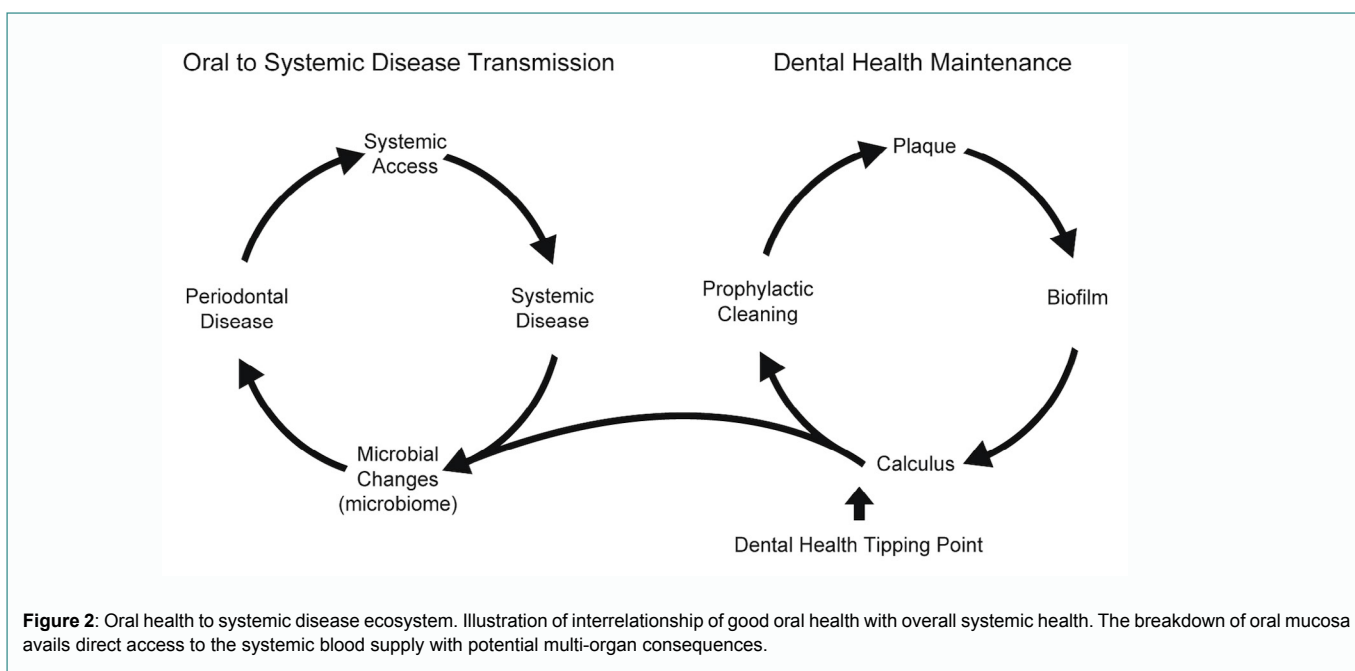 Oral to Systemic Disease Transmission
Systemic
Access
Periodontal
Disease
Systemic
Disease
Microbial
Changes
(microbiome)
Dental Health Maintenance
Plaque
Prophylactic
Cleaning
Biofilm
Calculus
Dental Health Tipping Point
Figure 2: Oral health to systemic disease ecosystem. Illustration of interrelationship of good oral health with overall systemic health. The breakdown of oral mucosa
avails direct access to the systemic blood supply with potential multi-organ consequences.